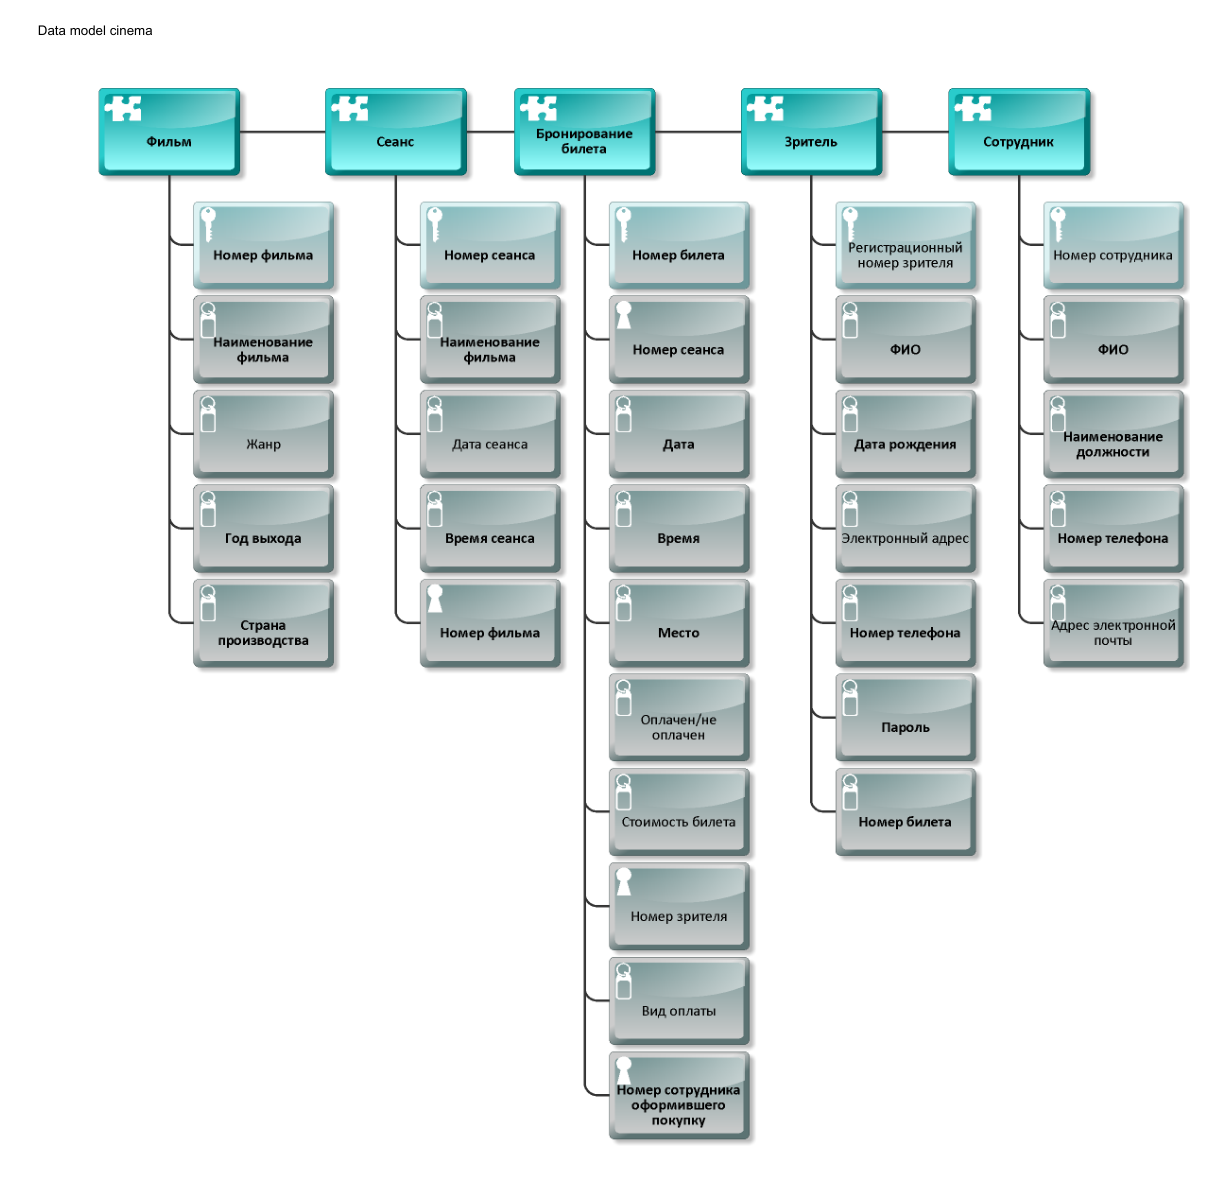 Data model cinema
Фильм
Сеанс
Бронирование
билета
Зритель
Сотрудник
Номер фильма
Наименование
фильма
Жанр
Год выхода
Страна
производства
Номер сеанса
Наименование
фильма
Дата сеанса
Время сеанса
Номер фильма
Номер билета
Номер сеанса
Дата
Время
Место
Оплачен/не
оплачен
Стоимость билета
Номер зрителя
Вид оплаты
Номер сотрудника
оформившего
покупку
Регистрационный
номер зрителя
ФИО
Дата рождения
Электронный адрес
Номер телефона
Пароль
Номер билета
Номер сотрудника
ФИО
Наименование
должности
Номер телефона
Адрес электронной
почты